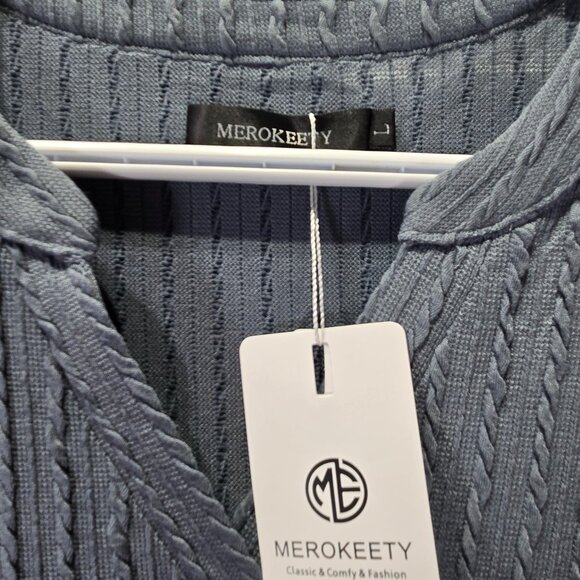 MEROKEETY
L
ME
MEROKEETY
Classic & Comfy & Fashion